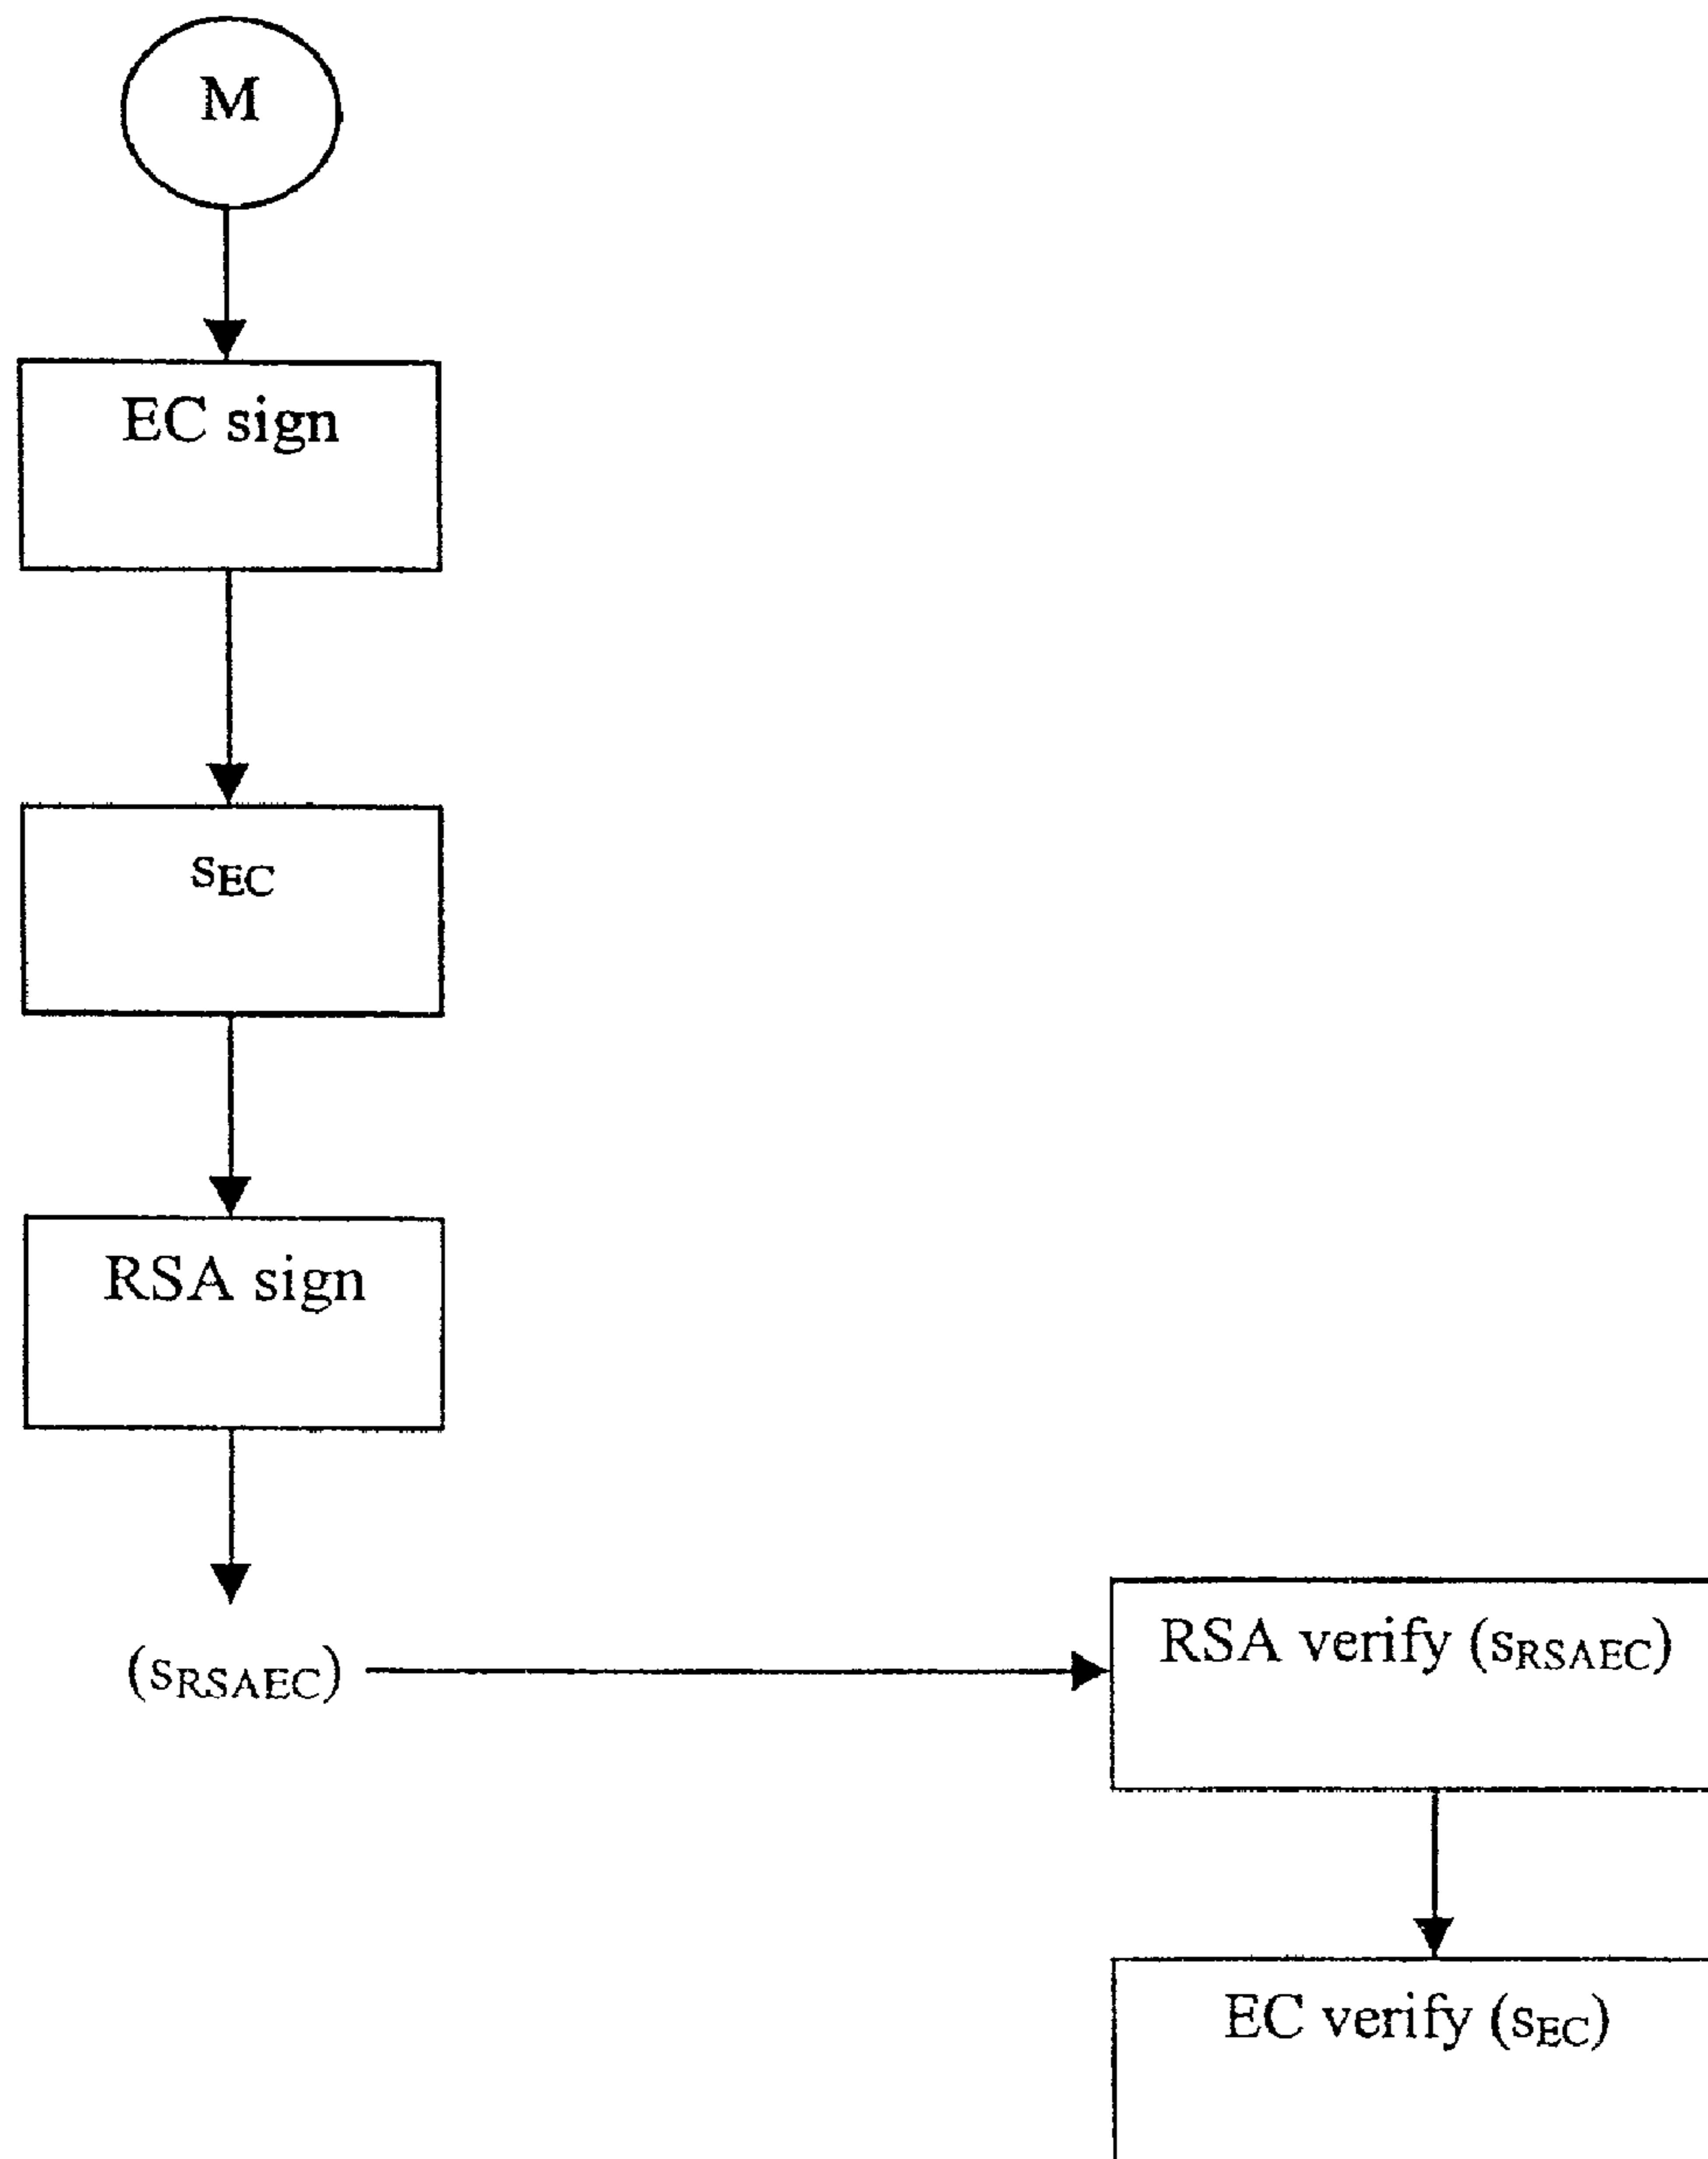 M
EC sign
sEC
RSA sign
(sRSAEC)
RSA verify (sRSAEC)
EC verify (sEC)